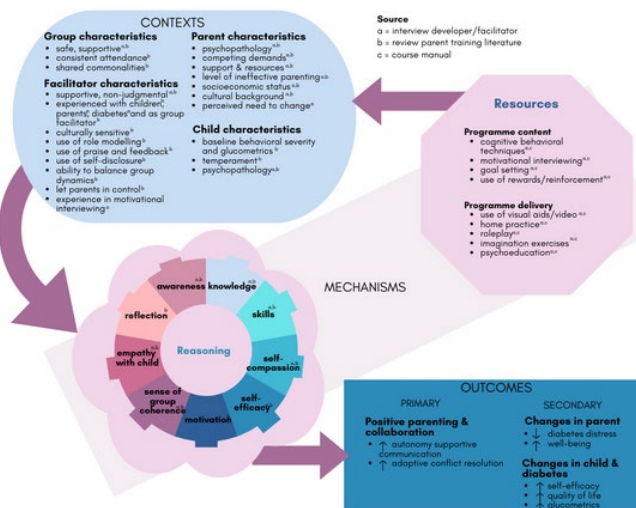 CONTEXTS
Group characteristics
• safe, supportive a,b
• consistent attendance b
• shared commonalities b
Facilitator characteristics
• supportive, non-judgmental a,b
• experienced with children b,
parents b, diabetes a and as group
facilitator b
• culturally sensitive b
• use of role modelling b
• use of praise and feedback b
• use of self-disclosure b
• ability to balance group
dynamics b
• let parents in control b
• experience in motivational
interviewing a
Parent characteristics
• psychopathology a,b
• competing demands a,b
• support & resources a,b
• level of ineffective parenting a,b
• socioeconomic status a,b
• cultural background a,b
• perceived need to change a
Child characteristics
• baseline behavioral severity
and glucometrics b
• temperament b
• psychopathology a,b
Source
a = interview developer/facilitator
b = review parent training literature
c = course manual
Resources
Programme content
• cognitive behavioral
techniques a,c
• motivational interviewing a,c
• goal setting a,c
• use of rewards/reinforcement a,c
Programme delivery
• use of visual aids/video a,c
• home practice a,c
• roleplay a,c
• imagination exercises a,c
• psychoeducation a,c
MECHANISMS
awareness a,b
knowledge a,b
skills a,b
self-
compassion a,b
self-
efficacy
motivation
sense of
group
coherence a,b
empathy
with child a,b
reflection b
Reasoning
OUTCOMES
PRIMARY
Positive parenting &
collaboration
• ↑ autonomy supportive
communication
• ↑ adaptive conflict resolution
SECONDARY
Changes in parent
• ↓ diabetes distress
• ↑ well-being
Changes in child &
diabetes
• ↑ self-efficacy
• ↑ quality of life
• ↑ glucometrics